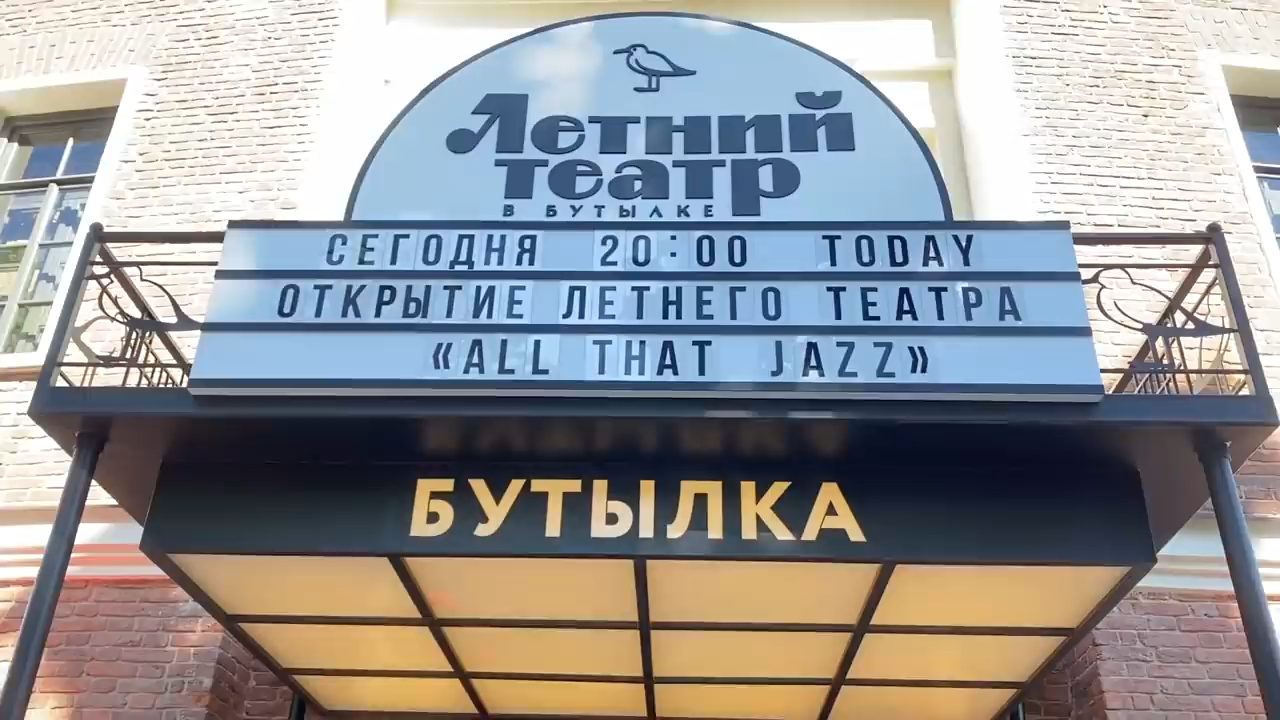 Летний
театр
В БУТЫЛКЕ
СЕГОДНЯ 20:00 TODAY
ОТКРЫТИЕ ЛЕТНЕГО ТЕАТРА
«ALL THAT JAZZ»
БУТЫЛКА